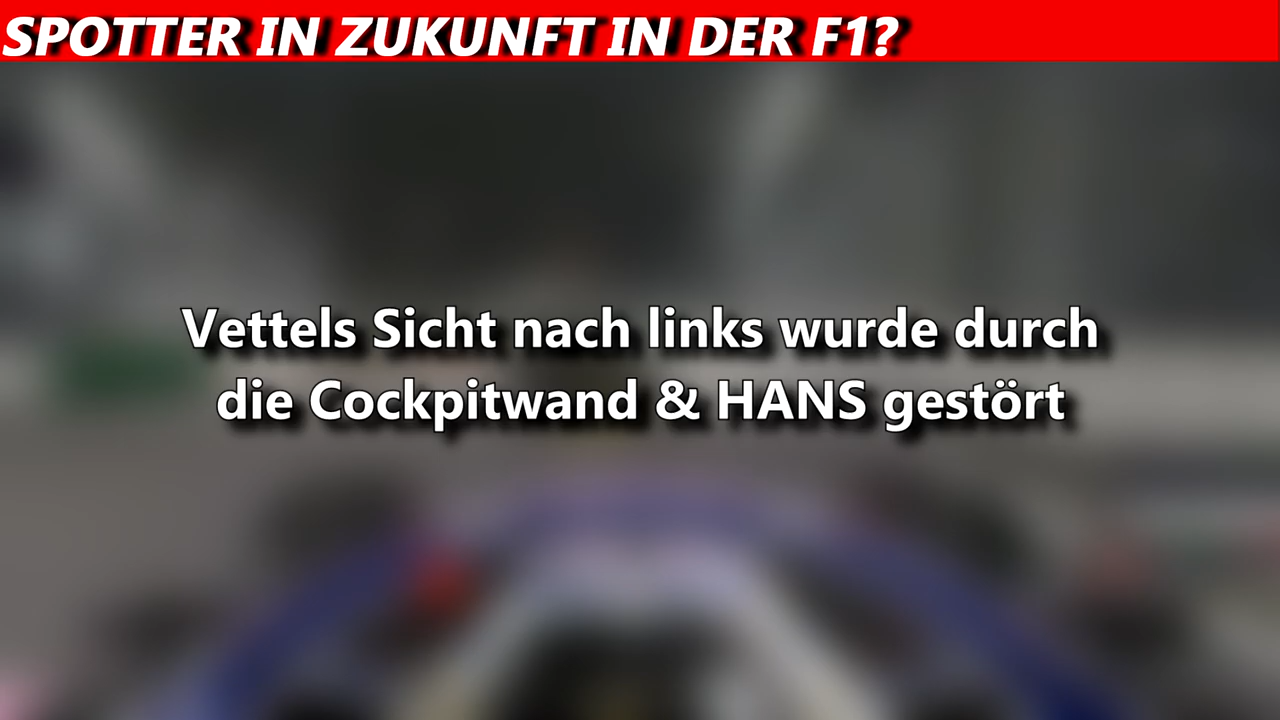 SPOTTER IN ZUKUNFT IN DER F1?
Vettels Sicht nach links wurde durch
die Cockpitwand & HANS gestört